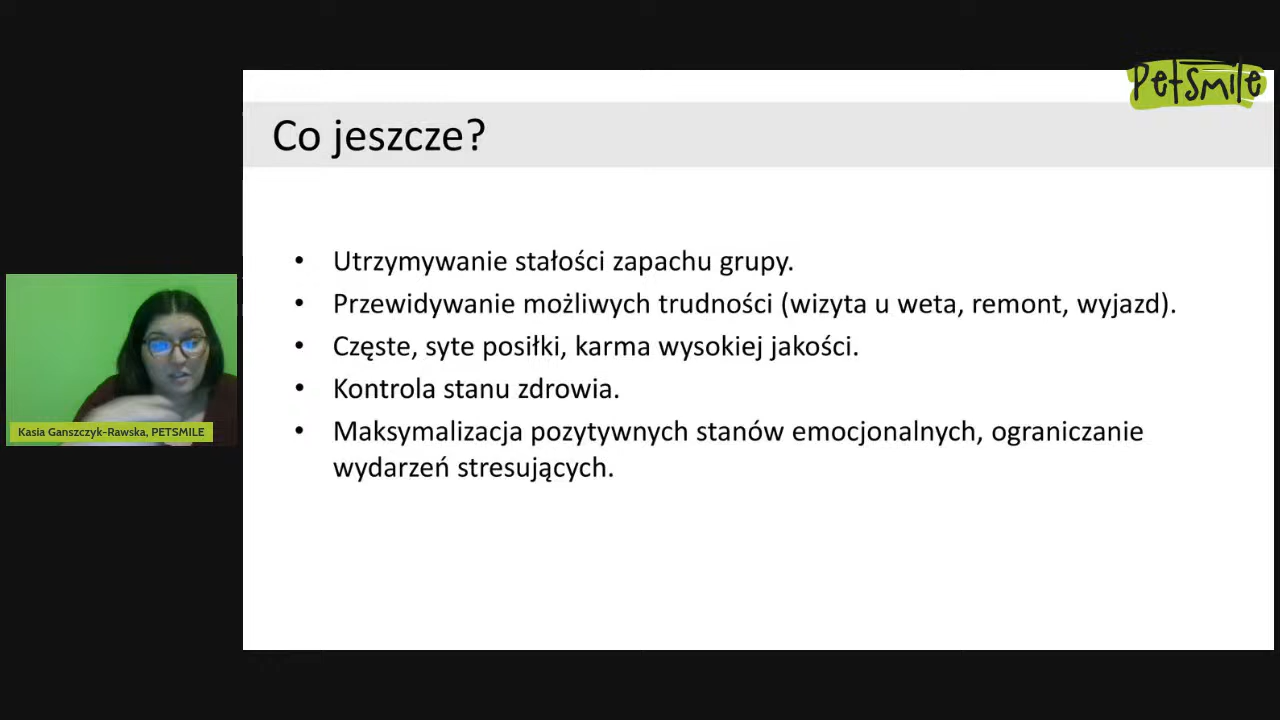 PetSmile
Co jeszcze?
• Utrzymywanie stałości zapachu grupy.
• Przewidywanie możliwych trudności (wizyta u weta, remont, wyjazd).
• Częste, syte posiłki, karma wysokiej jakości.
• Kontrola stanu zdrowia.
• Maksymalizacja pozytywnych stanów emocjonalnych, ograniczanie
wydarzeń stresujących.
Kasia Ganszczyk-Rawska, PETSMILE